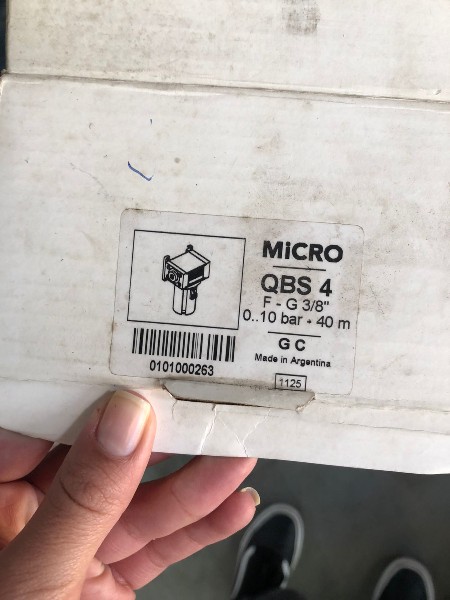 MiCRO
QBS 4
F - G 3/8"
0..10 bar - 40 m
G C
Made in Argentina
0101000263
1125